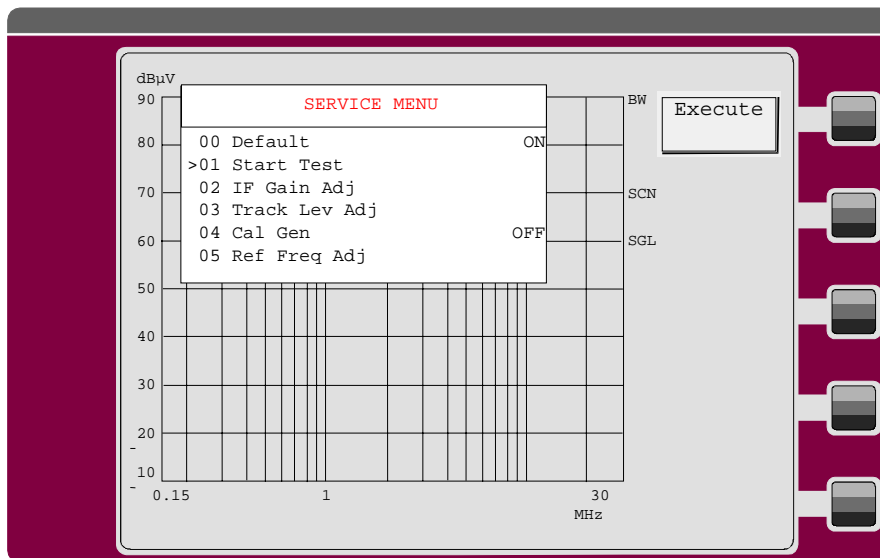 dBµV
SERVICE MENU
00 Default ON
>01 Start Test
02 IF Gain Adj
03 Track Lev Adj
04 Cal Gen OFF
05 Ref Freq Adj
90
80
70
60
50
40
30
20
-
10
-
0.15 1 30
MHz
BW
SCN
SGL
Execute